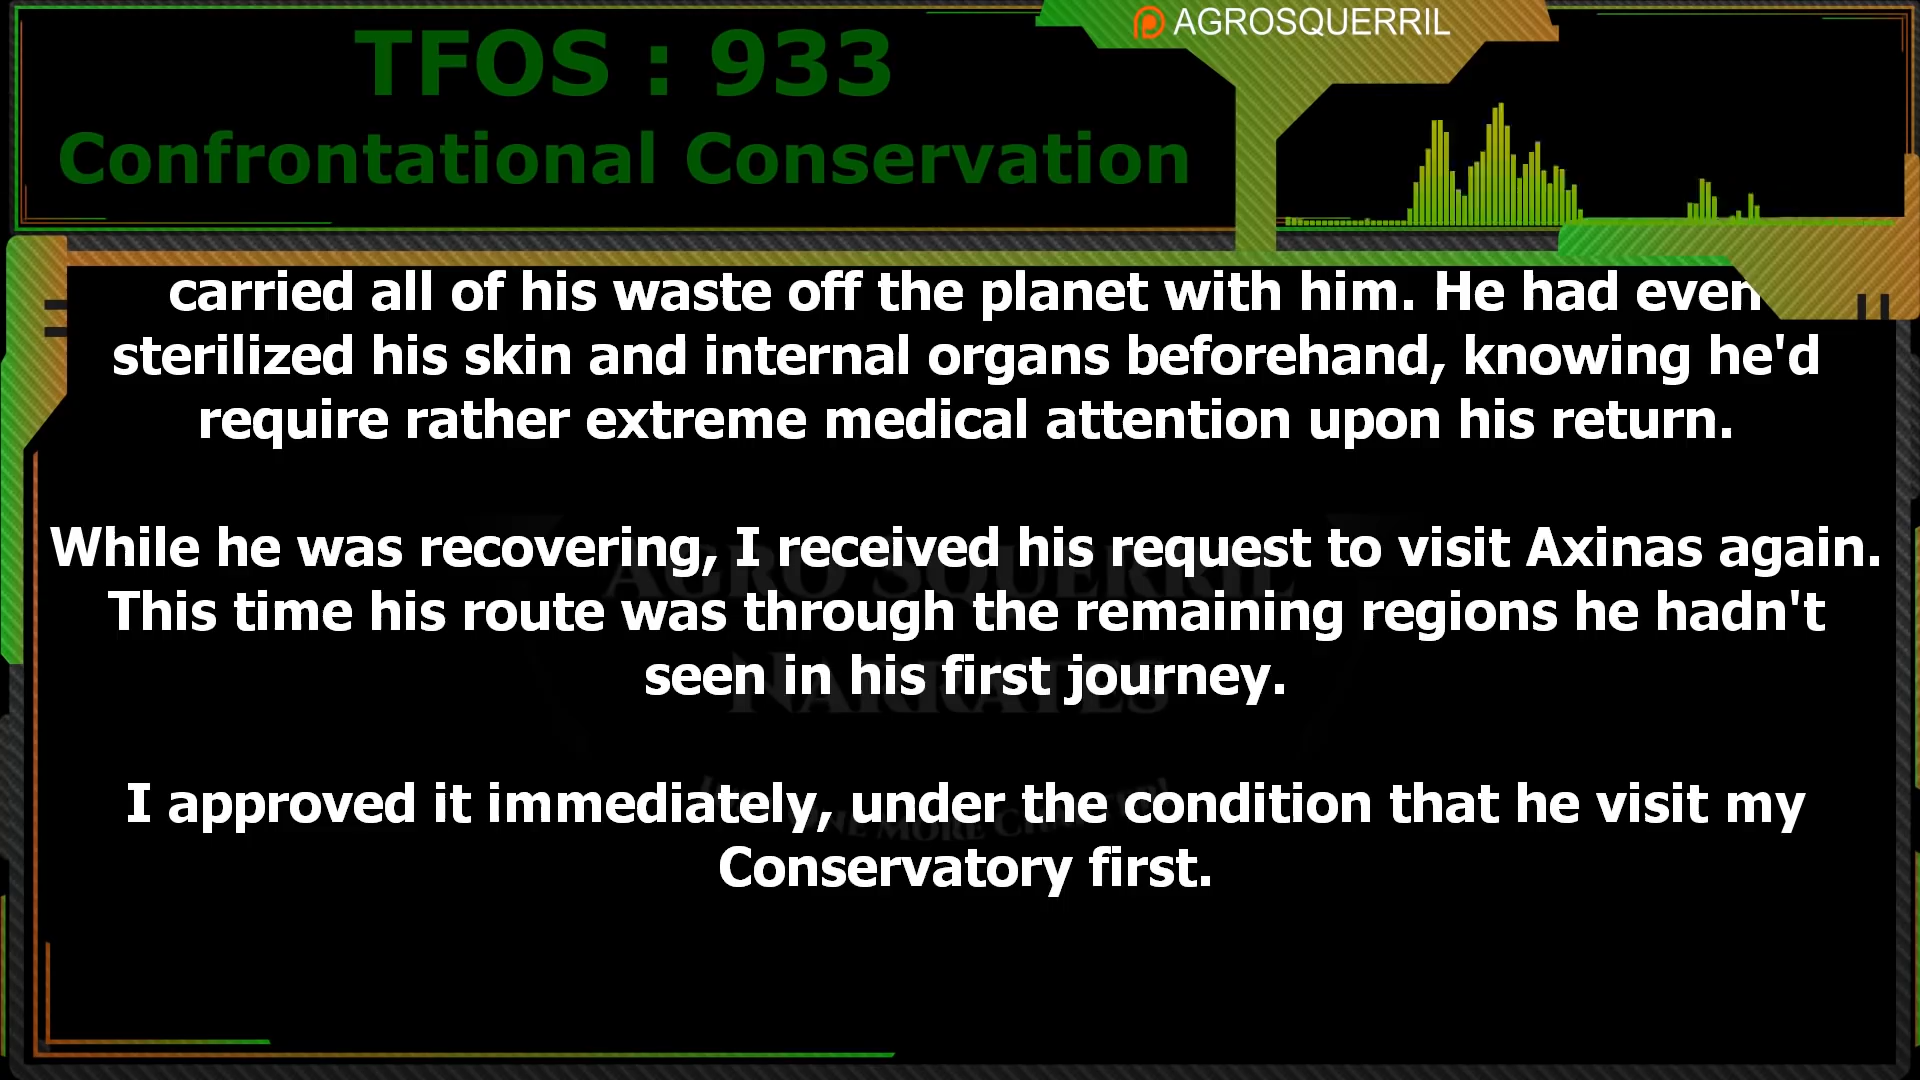 AGROSQUERRIL
TFOS : 933
Confrontational Conservation
carried all of his waste off the planet with him. He had even
sterilized his skin and internal organs beforehand, knowing he'd
require rather extreme medical attention upon his return.
While he was recovering, I received his request to visit Axinas again.
This time his route was through the remaining regions he hadn't
seen in his first journey.
I approved it immediately, under the condition that he visit my
Conservatory first.
AGRO SQUERRIL
NARRATES